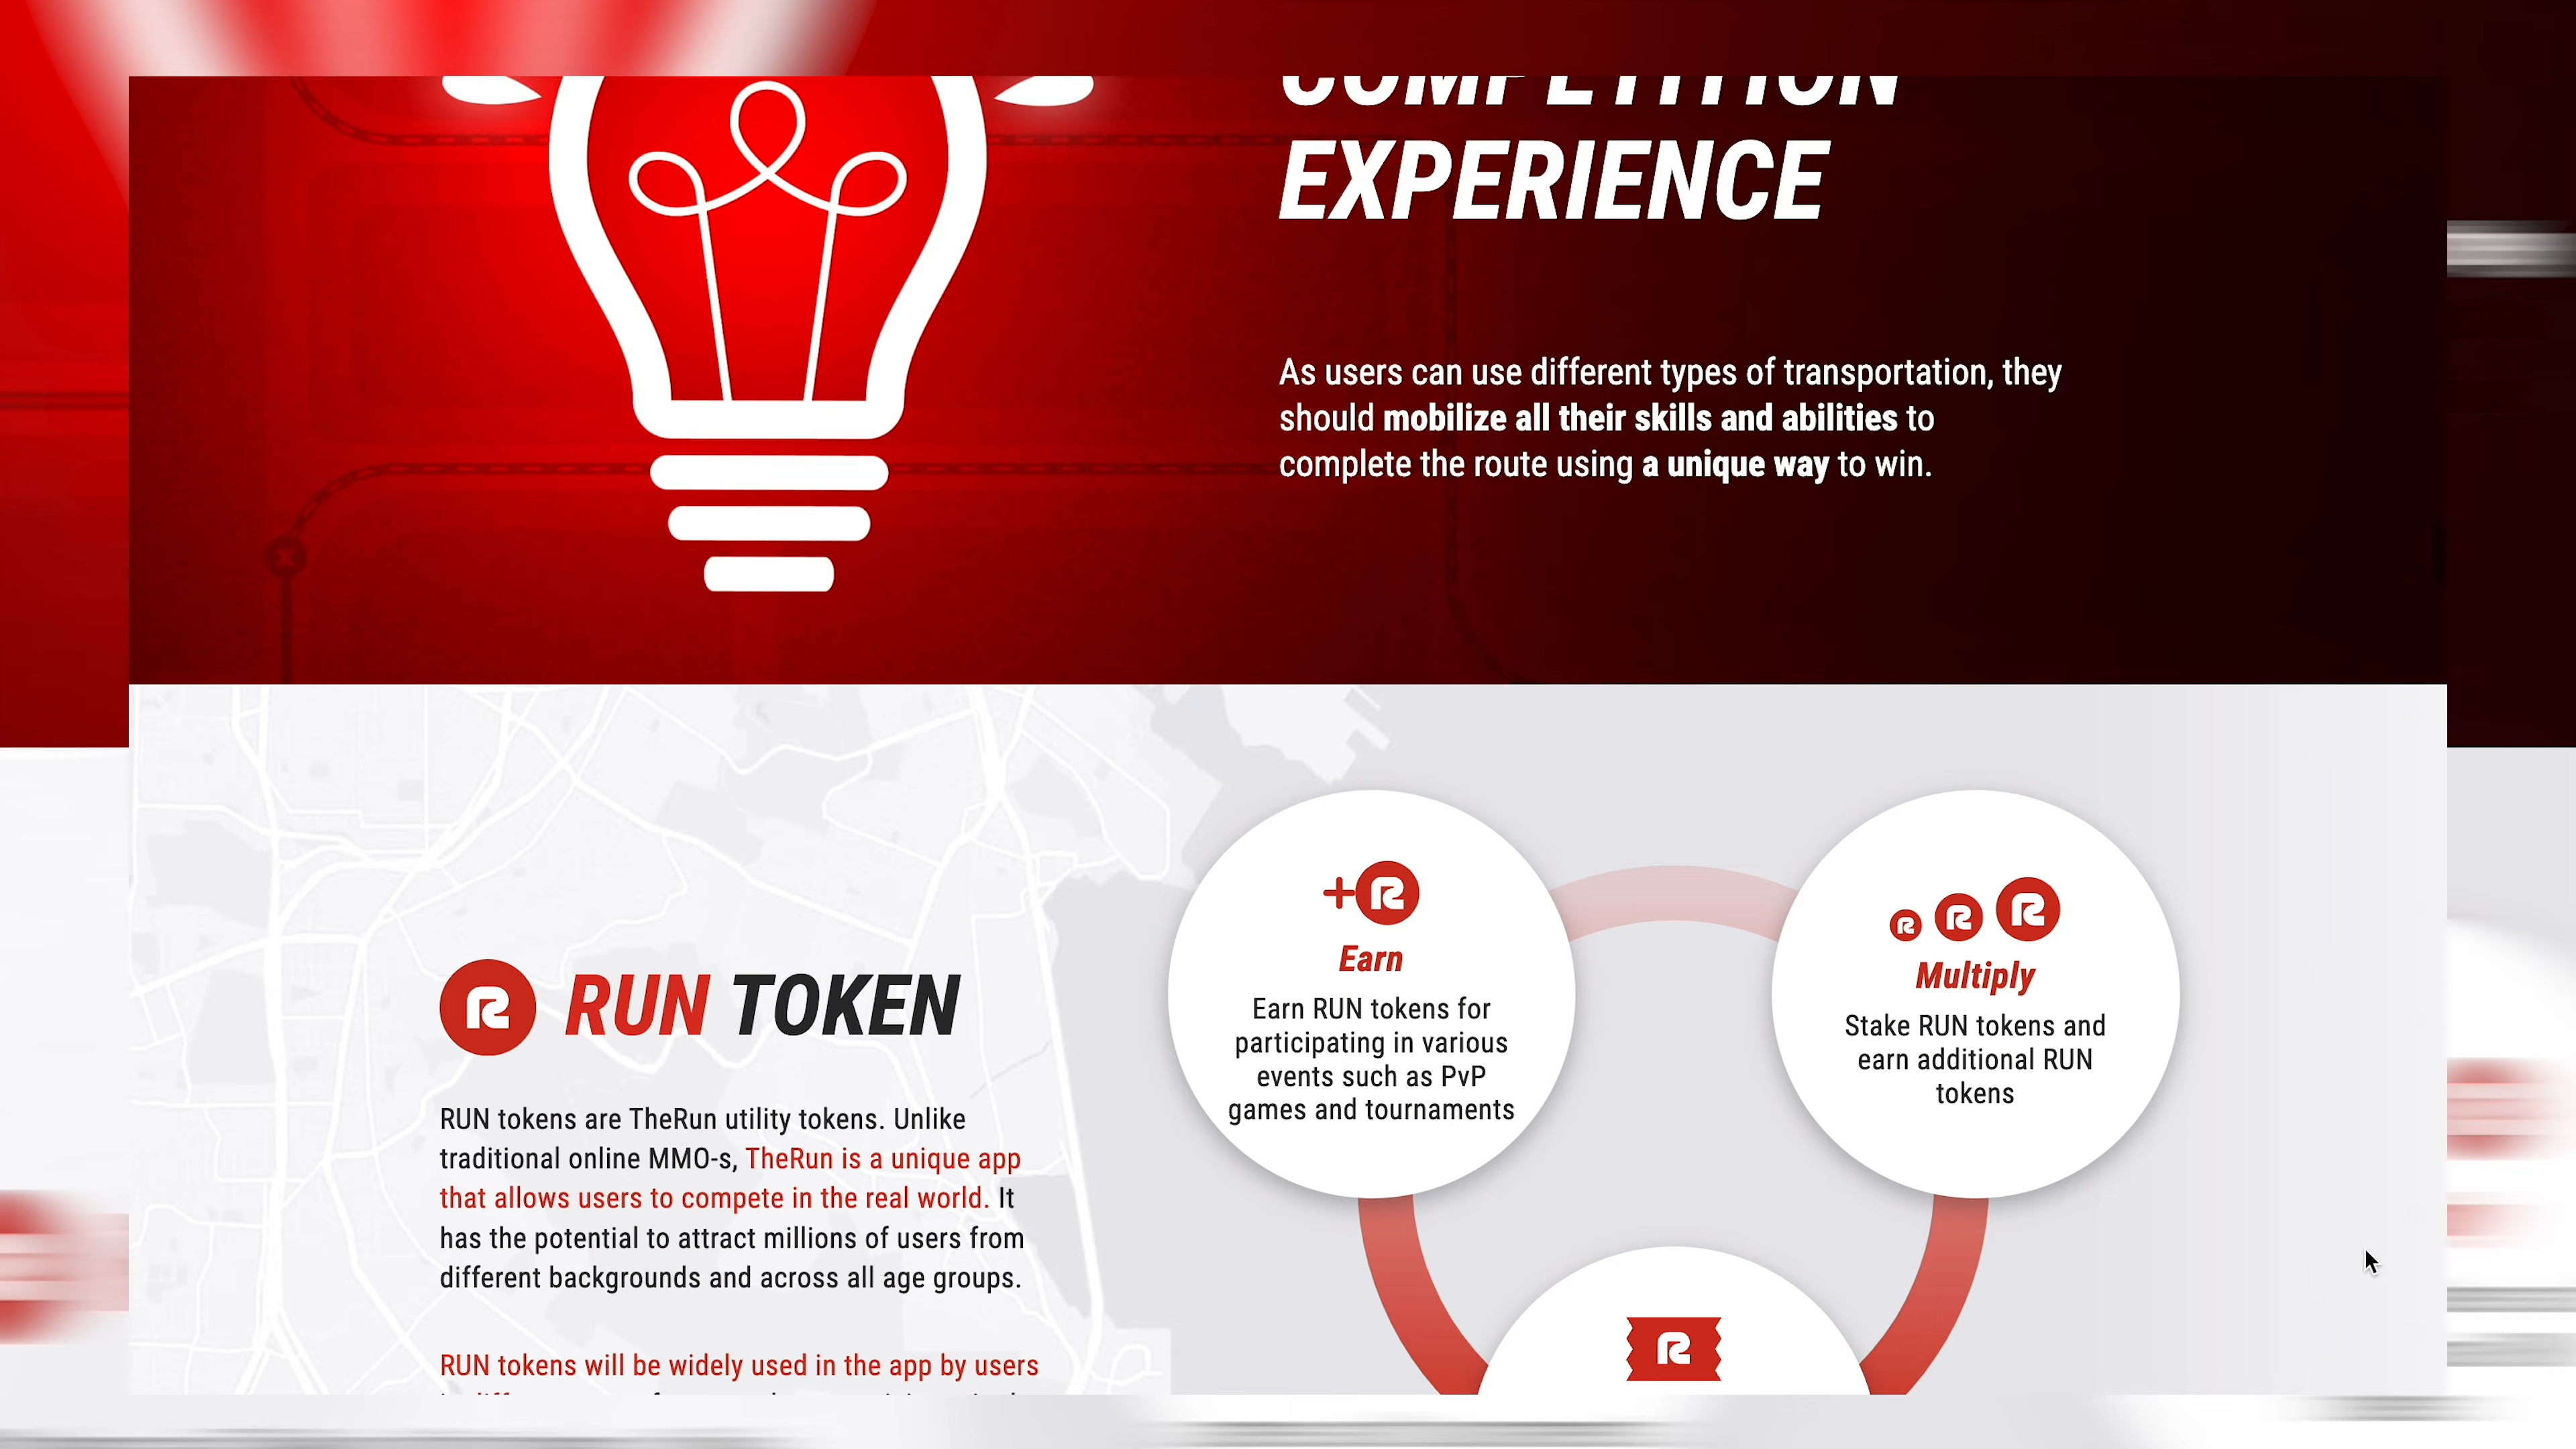 COMPETITION
EXPERIENCE
As users can use different types of transportation, they
should mobilize all their skills and abilities to
complete the route using a unique way to win.
RUN TOKEN
RUN tokens are TheRun utility tokens. Unlike
traditional online MMO-s, TheRun is a unique app
that allows users to compete in the real world. It
has the potential to attract millions of users from
different backgrounds and across all age groups.
RUN tokens will be widely used in the app by users
Earn
Earn RUN tokens for
participating in various
events such as PvP
games and tournaments
Multiply
Stake RUN tokens and
earn additional RUN
tokens